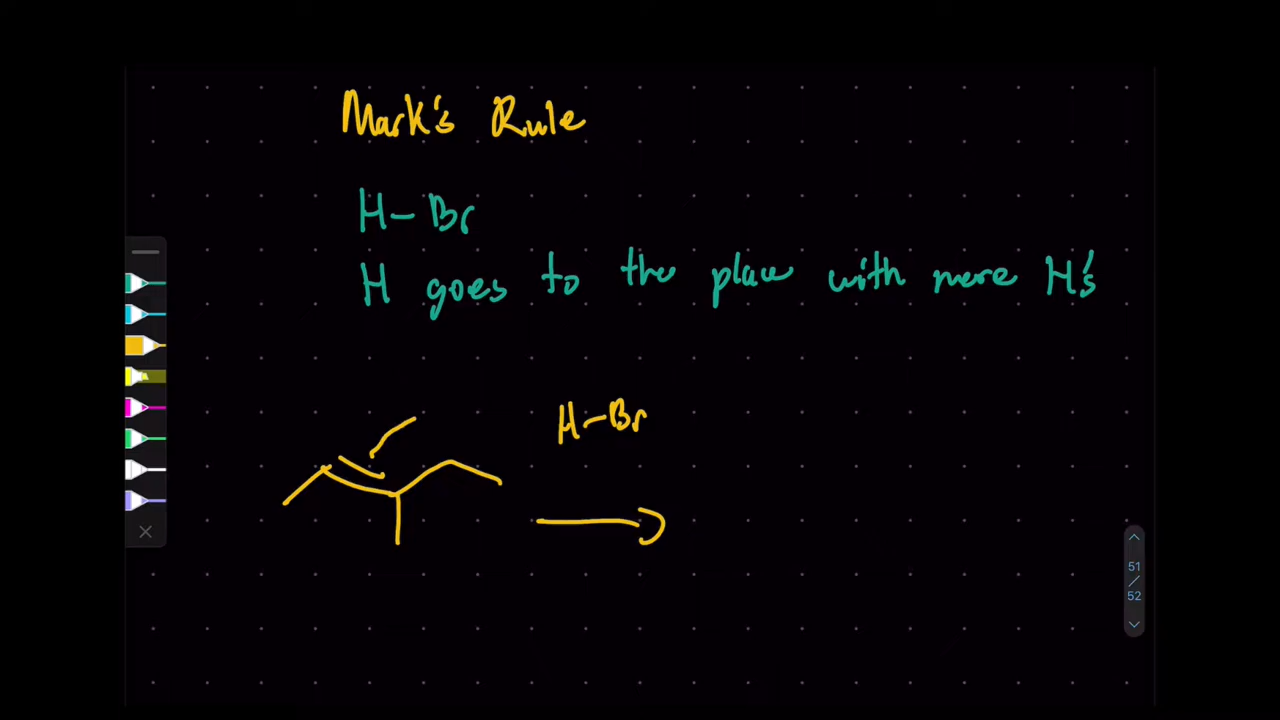 Mark's Rule
H-Br
H goes to the place with more H's
H-Br
51
/
52